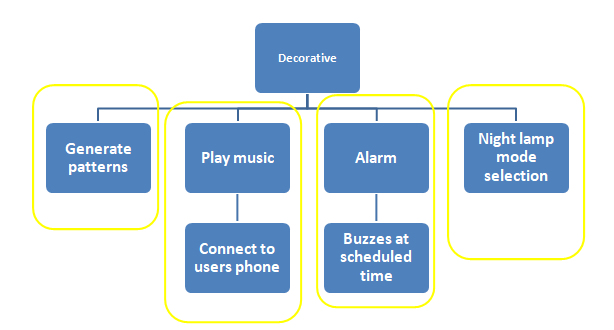 Decorative
Generate
patterns
Play music
Alarm
Night lamp
mode
selection
Connect to
users phone
Buzzes at
scheduled
time